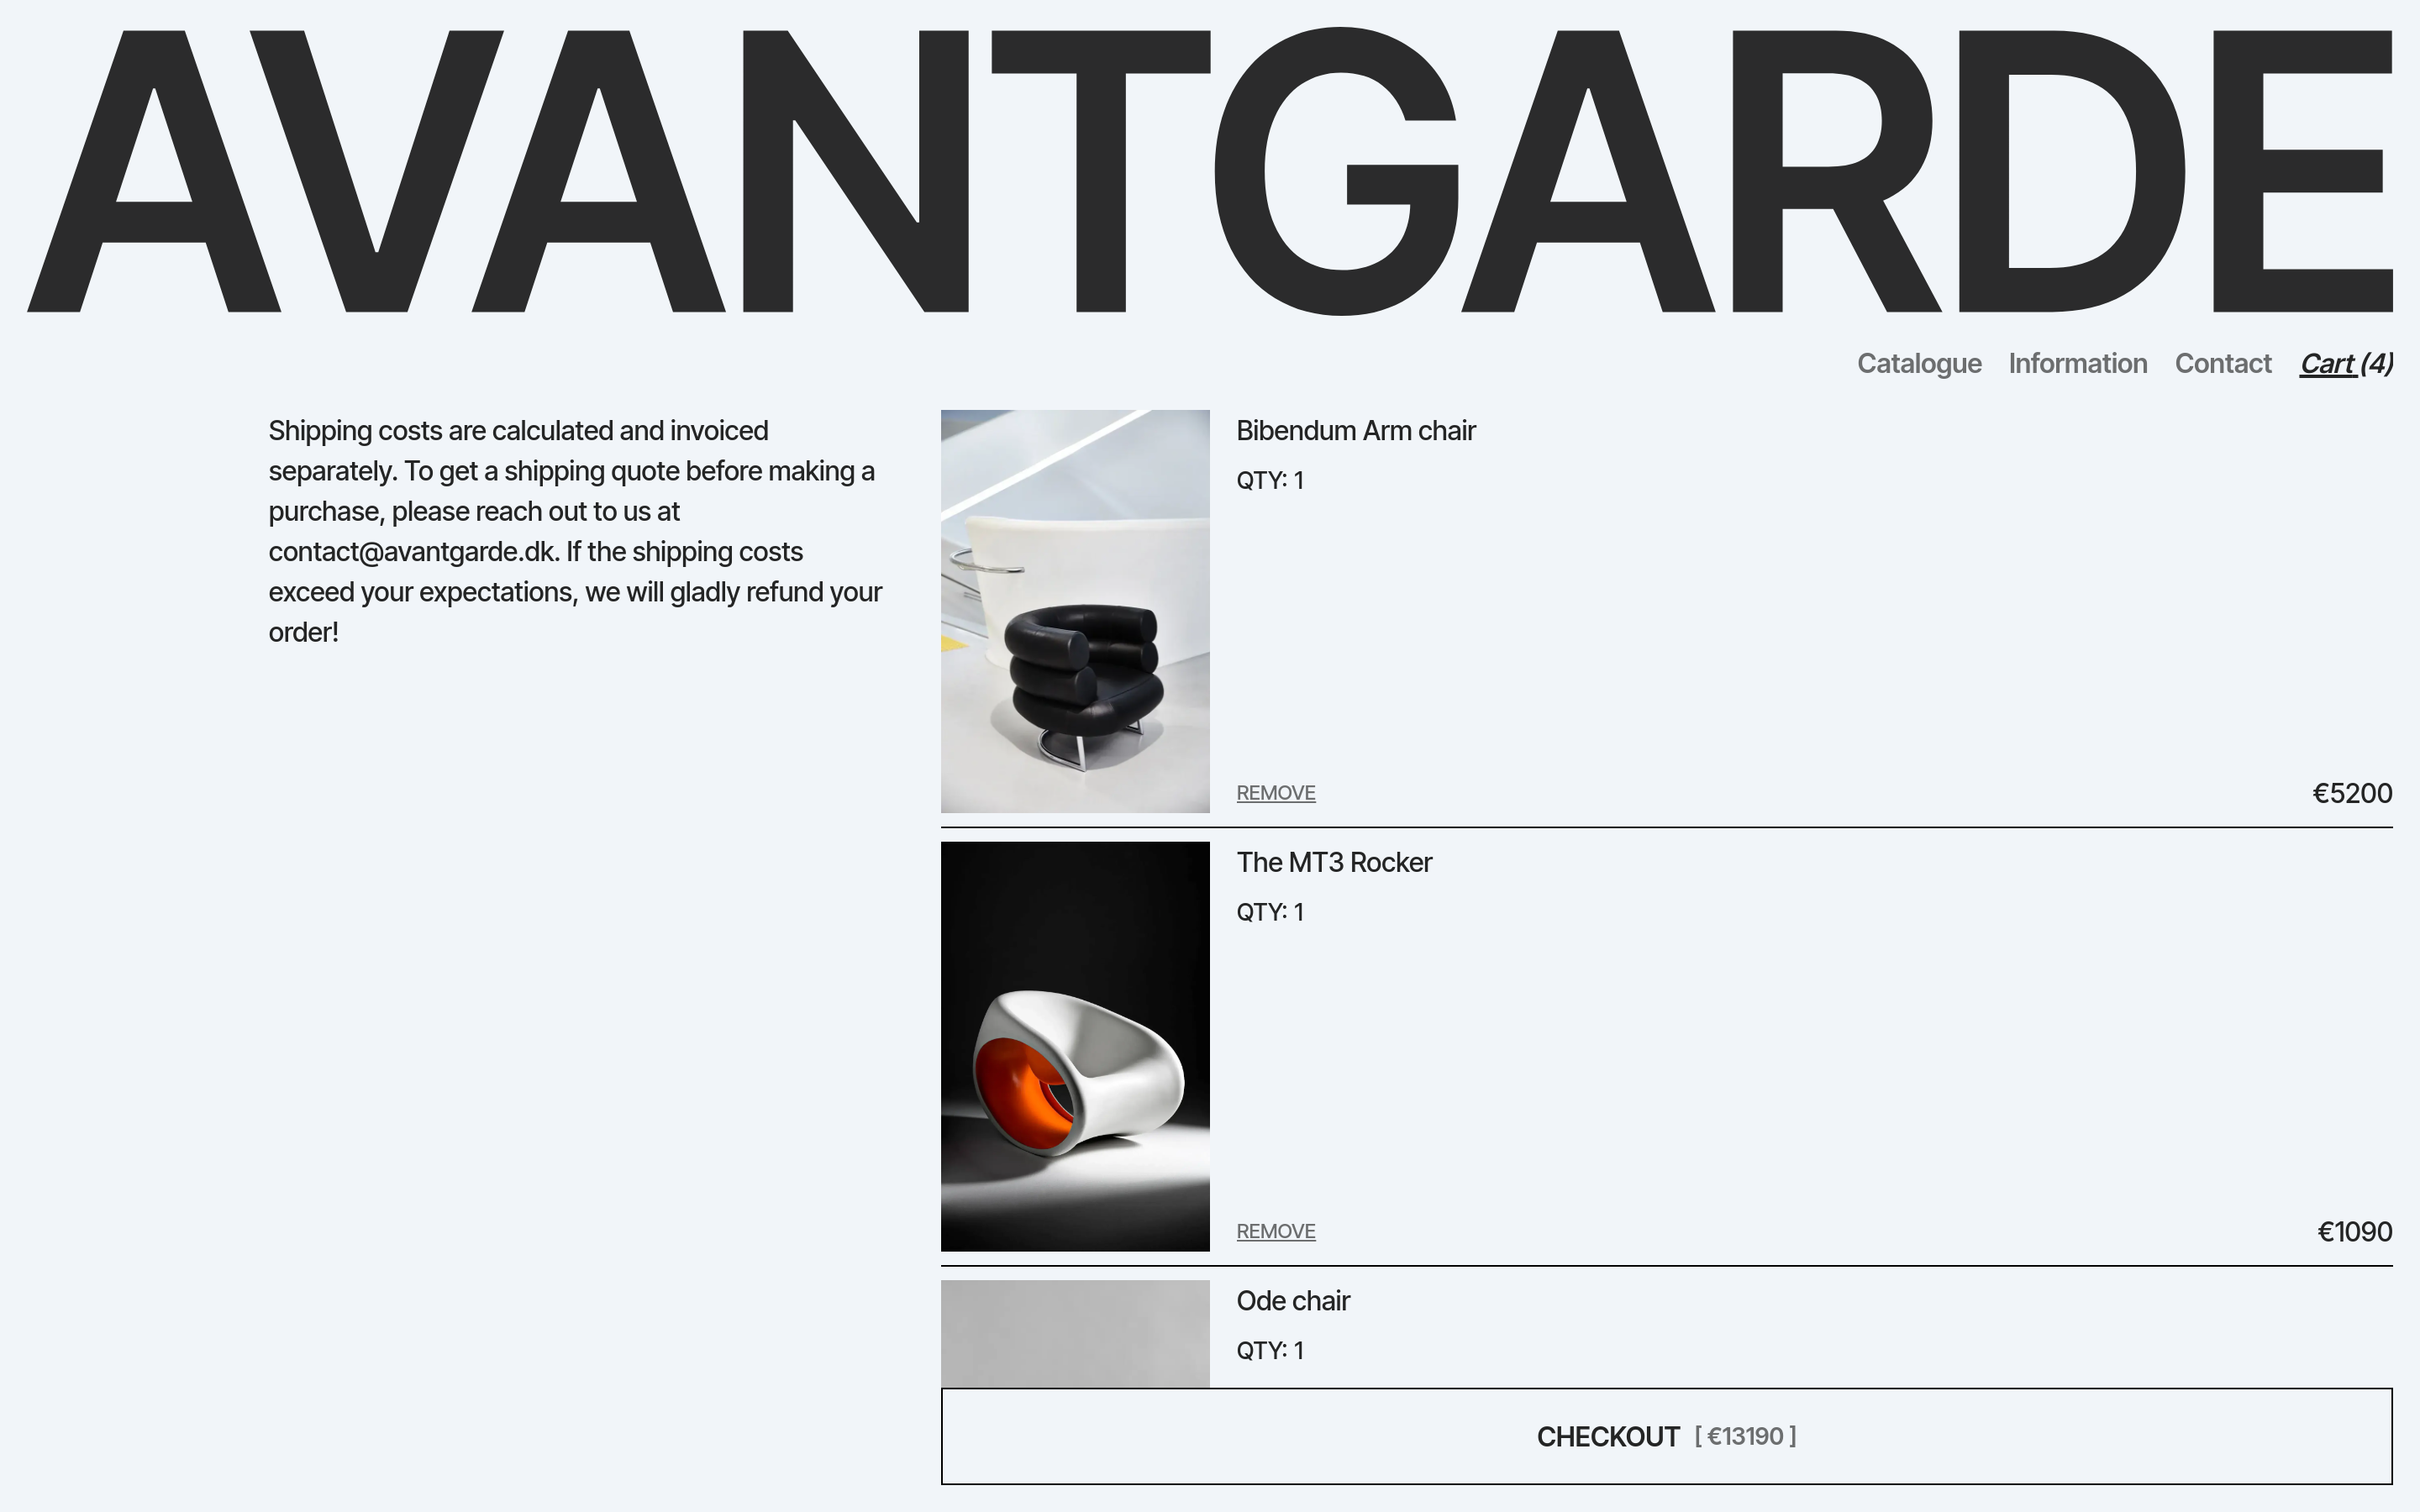 AVANTGARDE
Catalogue Information Contact Cart (4)
Shipping costs are calculated and invoiced
separately. To get a shipping quote before making a
purchase, please reach out to us at
contact@avantgarde.dk. If the shipping costs
exceed your expectations, we will gladly refund your
order!
Bibendum Arm chair
QTY: 1
REMOVE
€5200
The MT3 Rocker
QTY: 1
REMOVE
€1090
Ode chair
QTY: 1
CHECKOUT [ €13190 ]